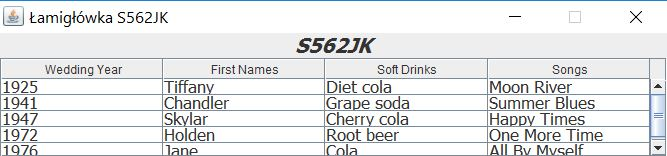 Łamigłówka S562JK
S562JK
Wedding Year First Names Soft Drinks Songs
1925 Tiffany Diet cola Moon River
1941 Chandler Grape soda Summer Blues
1947 Skylar Cherry cola Happy Times
1972 Holden Root beer One More Time
1976 Jane Cola All By Myself